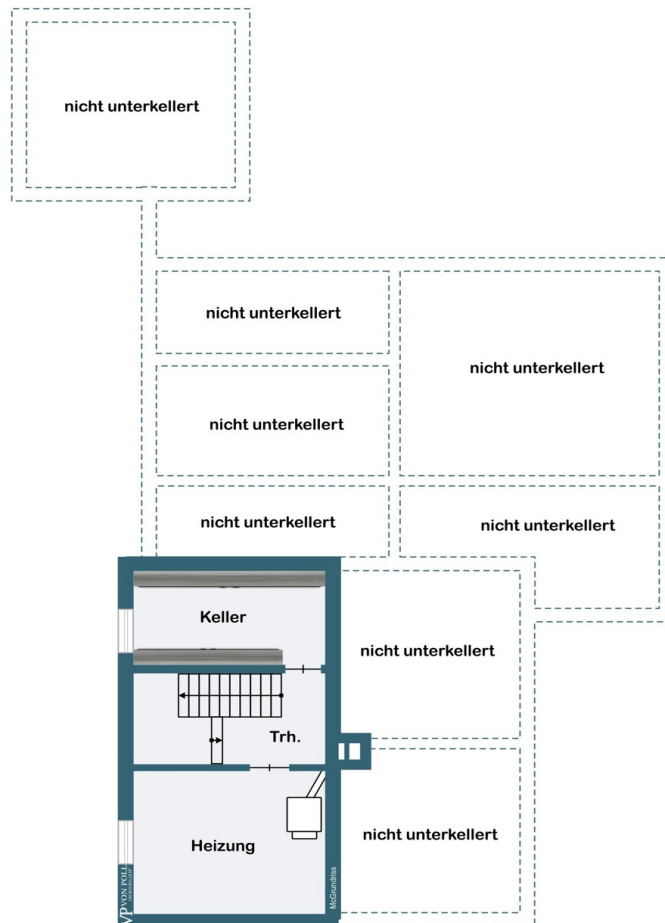 nicht unterkellert
nicht unterkellert
nicht unterkellert
nicht unterkellert
nicht unterkellert
nicht unterkellert
Keller
nicht unterkellert
Trh.
nicht unterkellert
Heizung
VP VON POLL
IMMOBILIEN
McGrundriss